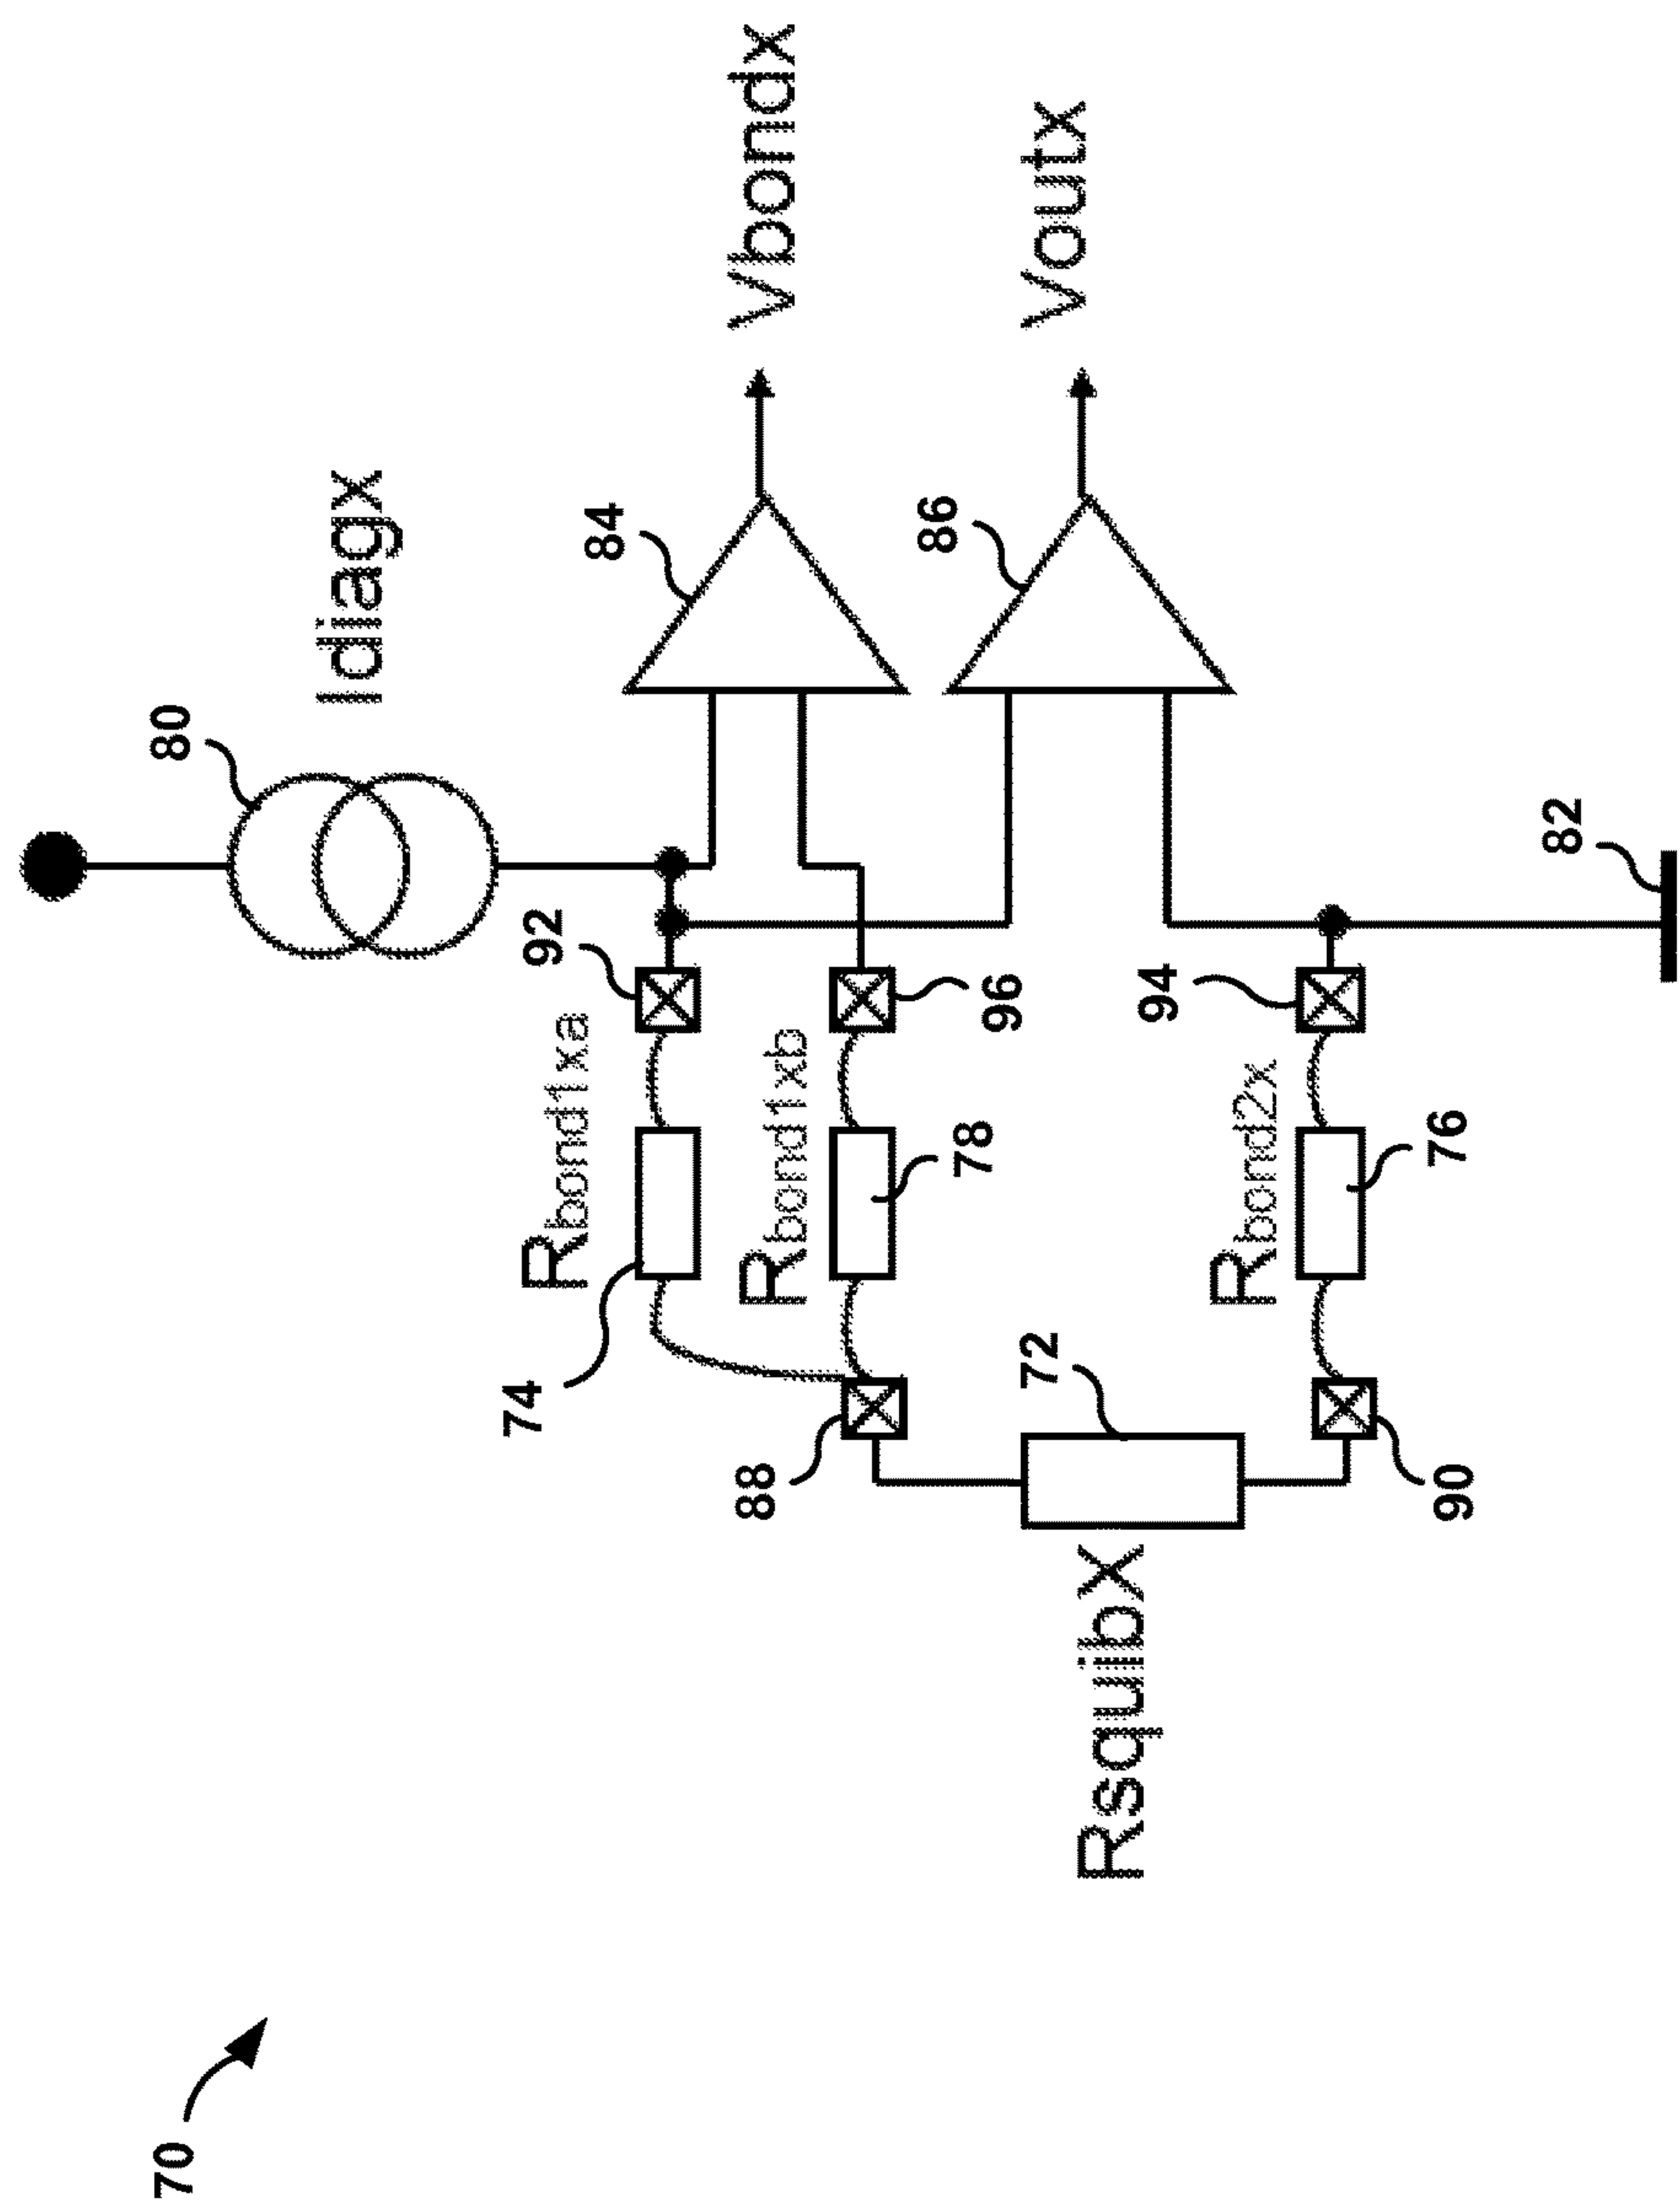 80
Idiagx
92
Rbond1xa
84
Vbondx
74
Rbond1xb
96
78
86
Voutx
88
72
RsquibX
94
Rbond2x
76
90
82
70